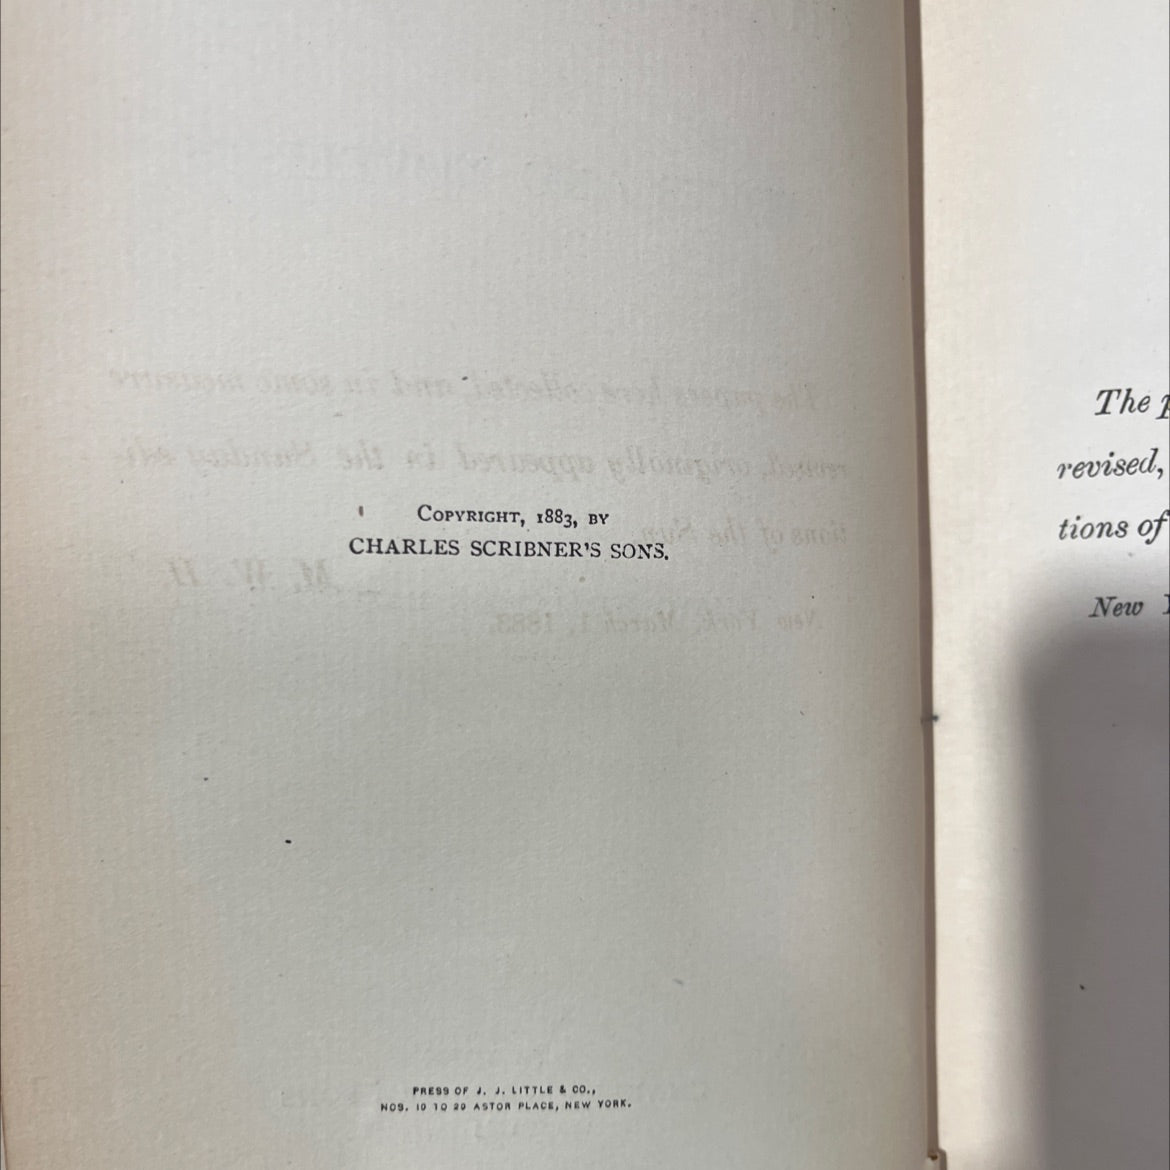 COPYRIGHT, 1883, BY
CHARLES SCRIBNER'S SONS.
PRESS OF J. J. LITTLE & CO.,
NOS. 10 TO 20 ASTOR PLACE, NEW YORK.
The p
revised,
tions of
New